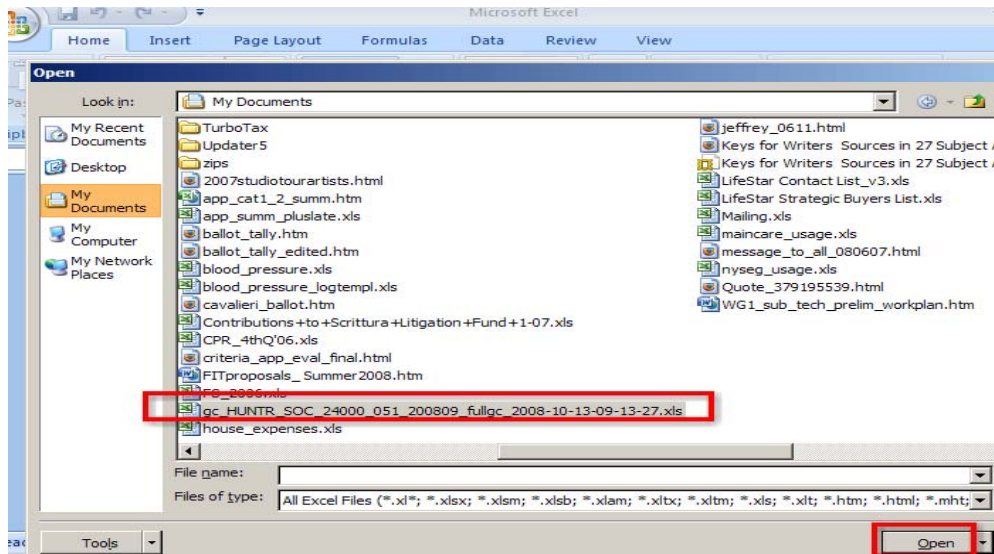 Microsoft Excel
Home Insert Page Layout Formulas Data Review View
Open
Look in: My Documents
My Recent Documents
Desktop
My Documents
My Computer
My Network Places
TurboTax
Updater5
zips
2007studiotourartists.html
app_cat1_2_summ.htm
app_summ_pluslate.xls
ballot_tally.htm
ballot_tally_edited.htm
blood_pressure.xls
blood_pressure_logtempl.xls
cavalieri_ballot.htm
Contributions+to+Scrittura+Litigation+Fund+1-07.xls
CPR_4thQ'06.xls
criteria_app_eval_final.html
FITproposals_ Summer2008.htm
FS_2006.xls
gc_HUNTR_SOC_24000_051_200809_fullgc_2008-10-13-09-13-27.xls
house_expenses.xls
jeffrey_0611.html
Keys for Writers Sources in 27 Subject
Keys for Writers Sources in 27 Subject
LifeStar Contact List_v3.xls
LifeStar Strategic Buyers List.xls
Mailing.xls
maincare_usage.xls
message_to_all_080607.html
nyseg_usage.xls
Quote_379195539.html
WG1_sub_tech_prelim_workplan.htm
File name:
Files of type: All Excel Files (*.xl*; *.xlsx; *.xlsm; *.xlsb; *.xlam; *.xltx; *.xltm; *.xls; *.xlt; *.htm; *.html; *.mht;
Tools Open